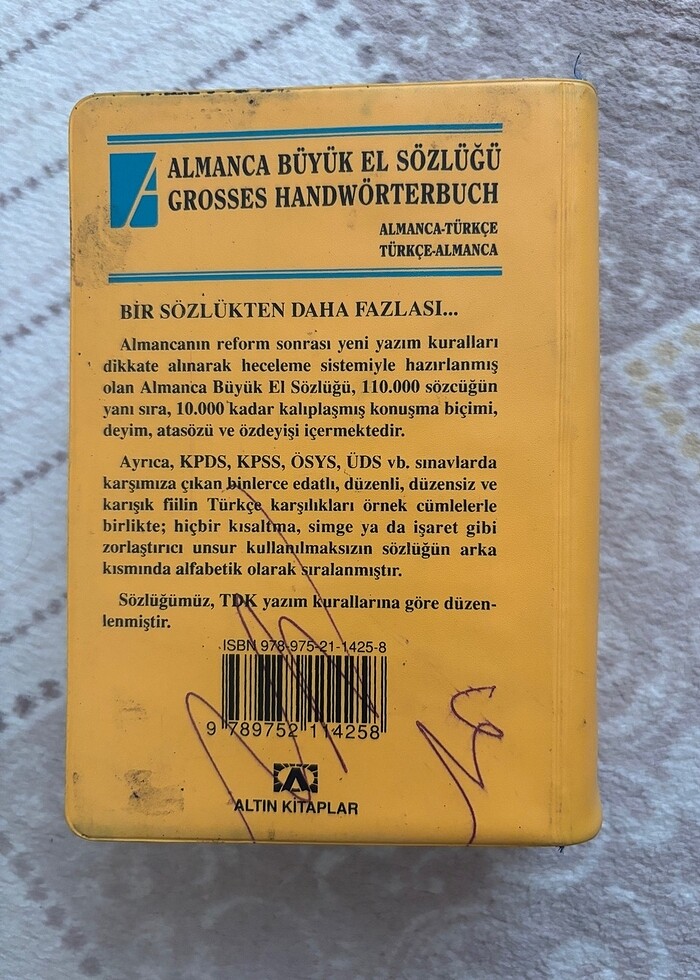 ALMANCA BÜYÜK EL SÖZLÜĞÜ
GROSSES HANDWÖRTERBUCH
ALMANCA-TÜRKÇE
TÜRKÇE-ALMANCA
BİR SÖZLÜKTEN DAHA FAZLASI...
Almancanın reform sonrası yeni yazım kuralları
dikkate alınarak heceleme sistemiyle hazırlanmış
olan Almanca Büyük El Sözlüğü, 110.000 sözcüğün
yanı sıra, 10.000 kadar kalıplaşmış konuşma biçimi,
deyim, atasözü ve özdeyişi içermektedir.
Ayrıca, KPDS, KPSS, ÖSYS, ÜDS vb. sınavlarda
karşımıza çıkan binlerce edatlı, düzenli, düzensiz ve
karışık fiilin Türkçe karşılıkları örnek cümlelerle
birlikte; hiçbir kısaltma, simge ya da işaret gibi
zorlaştırıcı unsur kullanılmaksızın sözlüğün arka
kısmında alfabetik olarak sıralanmıştır.
Sözlüğümüz, TDK yazım kurallarına göre düzen-
lenmiştir.
ISBN 978-975-21-1425-8
9 789752 114258
ALTIN KİTAPLAR